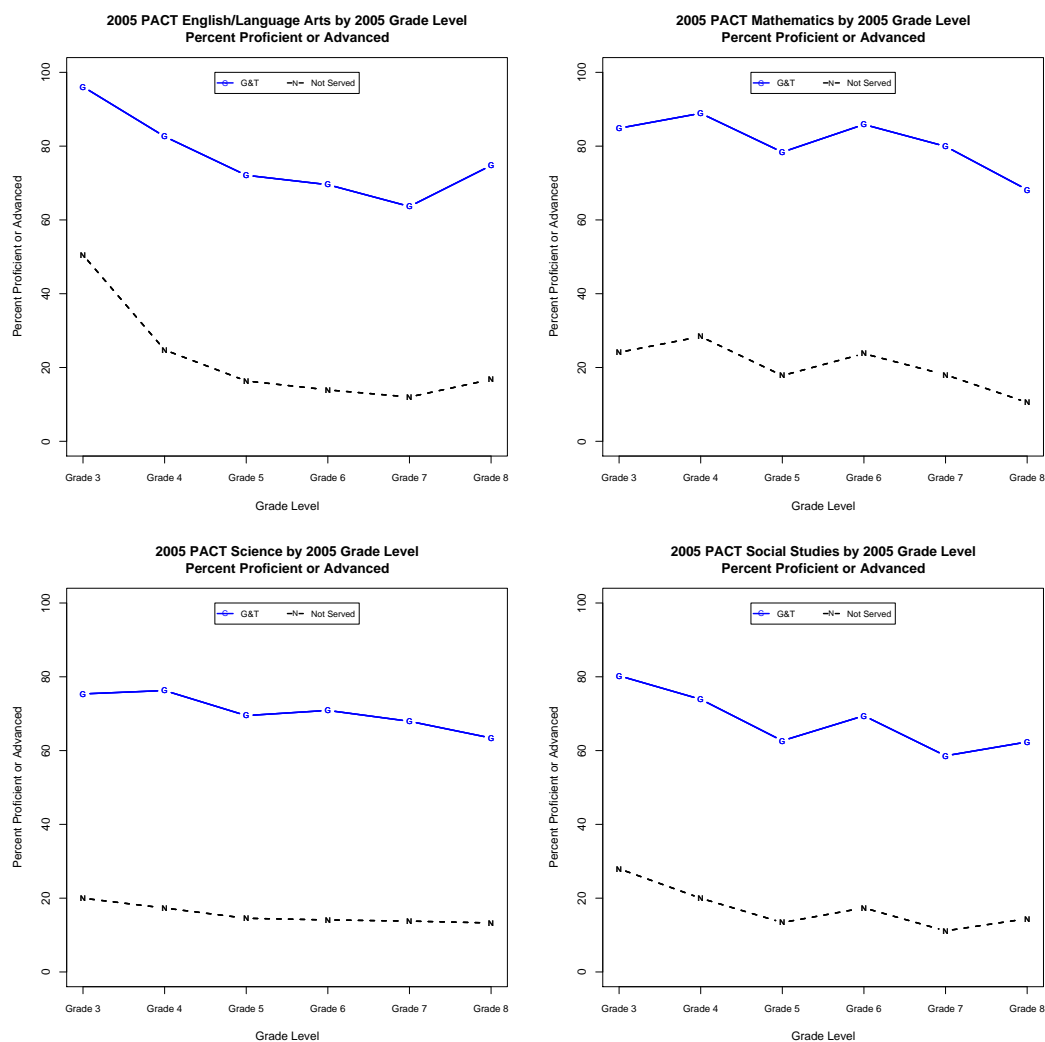 2005 PACT English/Language Arts by 2005 Grade Level
Percent Proficient or Advanced
G G&T N Not Served
Percent Proficient or Advanced
100
80
60
40
20
0
Grade 3 Grade 4 Grade 5 Grade 6 Grade 7 Grade 8
Grade Level
2005 PACT Mathematics by 2005 Grade Level
Percent Proficient or Advanced
G G&T N Not Served
Percent Proficient or Advanced
100
80
60
40
20
0
Grade 3 Grade 4 Grade 5 Grade 6 Grade 7 Grade 8
Grade Level
2005 PACT Science by 2005 Grade Level
Percent Proficient or Advanced
G G&T N Not Served
Percent Proficient or Advanced
100
80
60
40
20
0
Grade 3 Grade 4 Grade 5 Grade 6 Grade 7 Grade 8
Grade Level
2005 PACT Social Studies by 2005 Grade Level
Percent Proficient or Advanced
G G&T N Not Served
Percent Proficient or Advanced
100
80
60
40
20
0
Grade 3 Grade 4 Grade 5 Grade 6 Grade 7 Grade 8
Grade Level